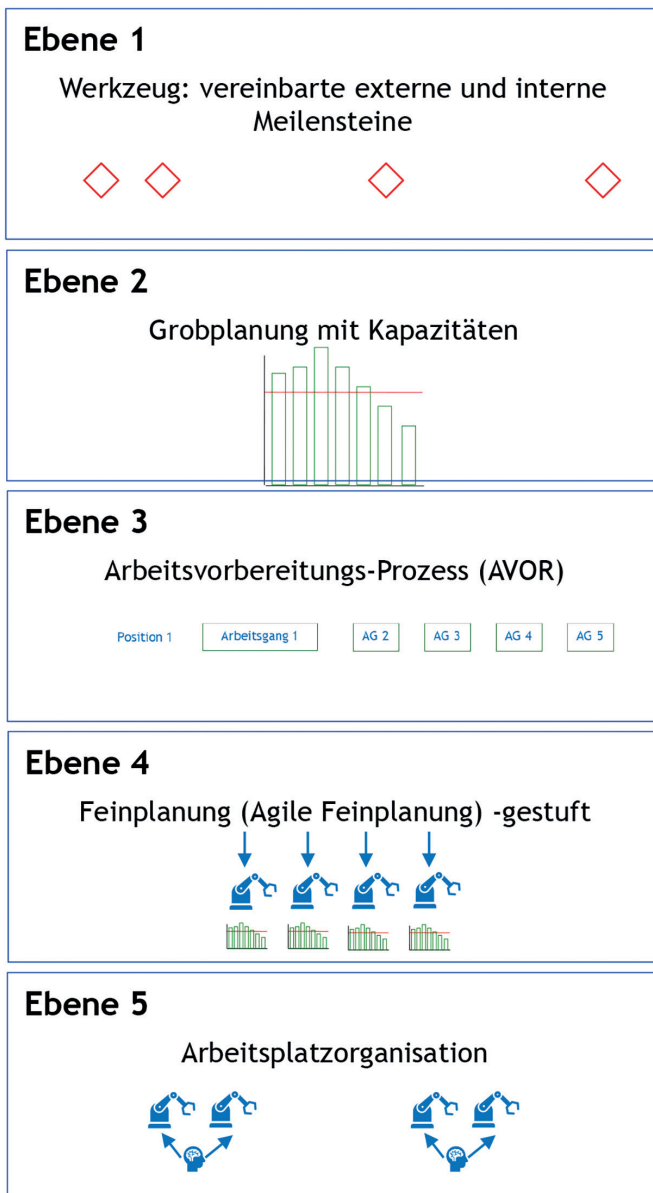 Ebene 1
Werkzeug: vereinbarte externe und interne
Meilensteine
Ebene 2
Grobplanung mit Kapazitäten
Ebene 3
Arbeitsvorbereitungs-Prozess (AVOR)
Position 1 Arbeitsgang 1 AG 2 AG 3 AG 4 AG 5
Ebene 4
Feinplanung (Agile Feinplanung) -gestuft
Ebene 5
Arbeitsplatzorganisation